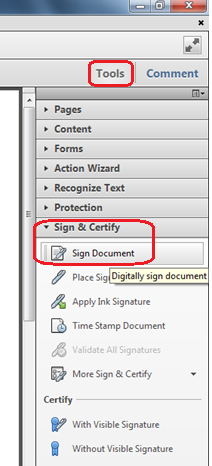 Tools Comment
Pages
Content
Forms
Action Wizard
Recognize Text
Protection
Sign & Certify
Sign Document
Digitally sign document
Place Sig
Apply Ink Signature
Time Stamp Document
Validate All Signatures
More Sign & Certify
Certify
With Visible Signature
Without Visible Signature